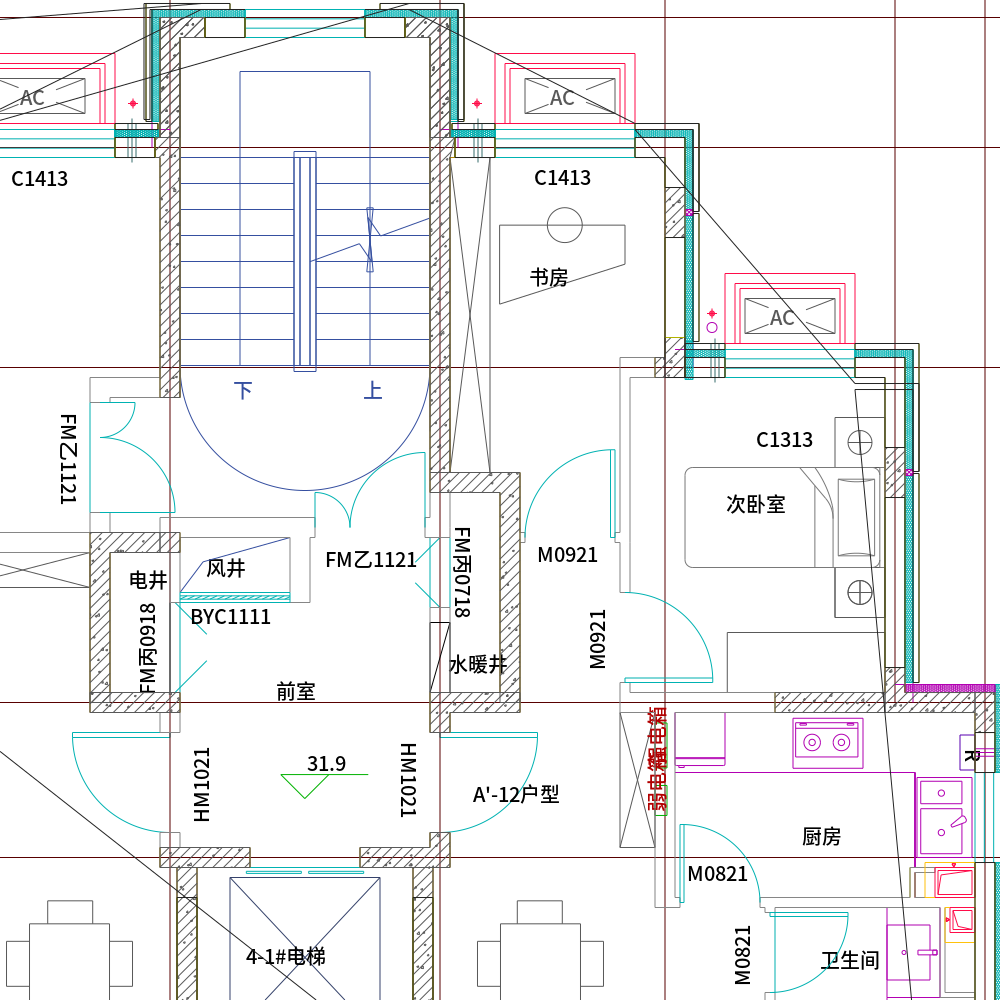 AC
AC
C1413
C1413
书房
AC
下
上
FM乙1121
C1313
次卧室
FM乙1121
M0921
FM丙0718
风井
电井
BYC1111
FM丙0918
M0921
水暖井
前室
强电箱
弱电箱
31.9
HM1021
HM1021
A'-12户型
R
厨房
M0821
M0821
卫生间
4-1#电梯